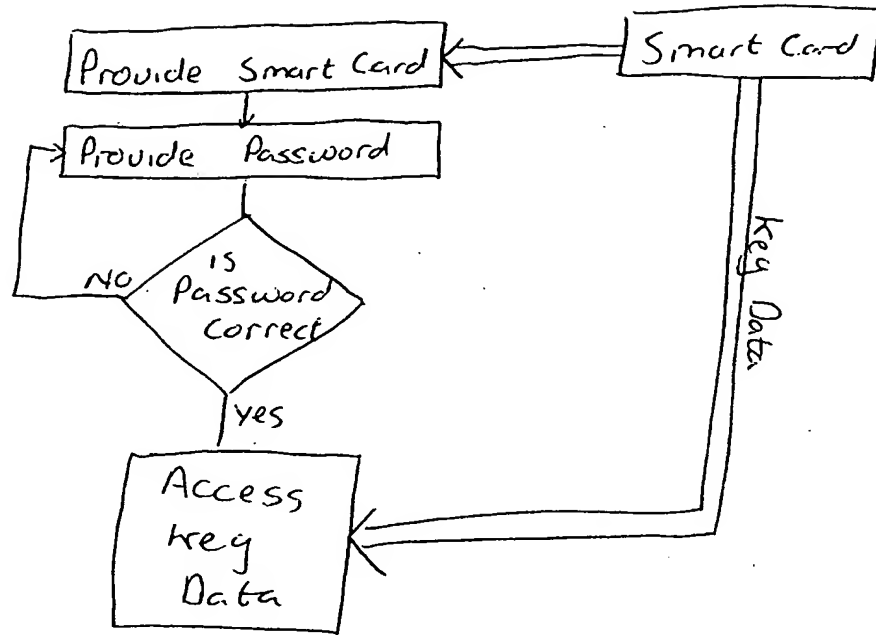 Provide Smart Card
Smart Card
Provide Password
is
Password
Correct
NO
Key Data
Yes
Access
Key
Data